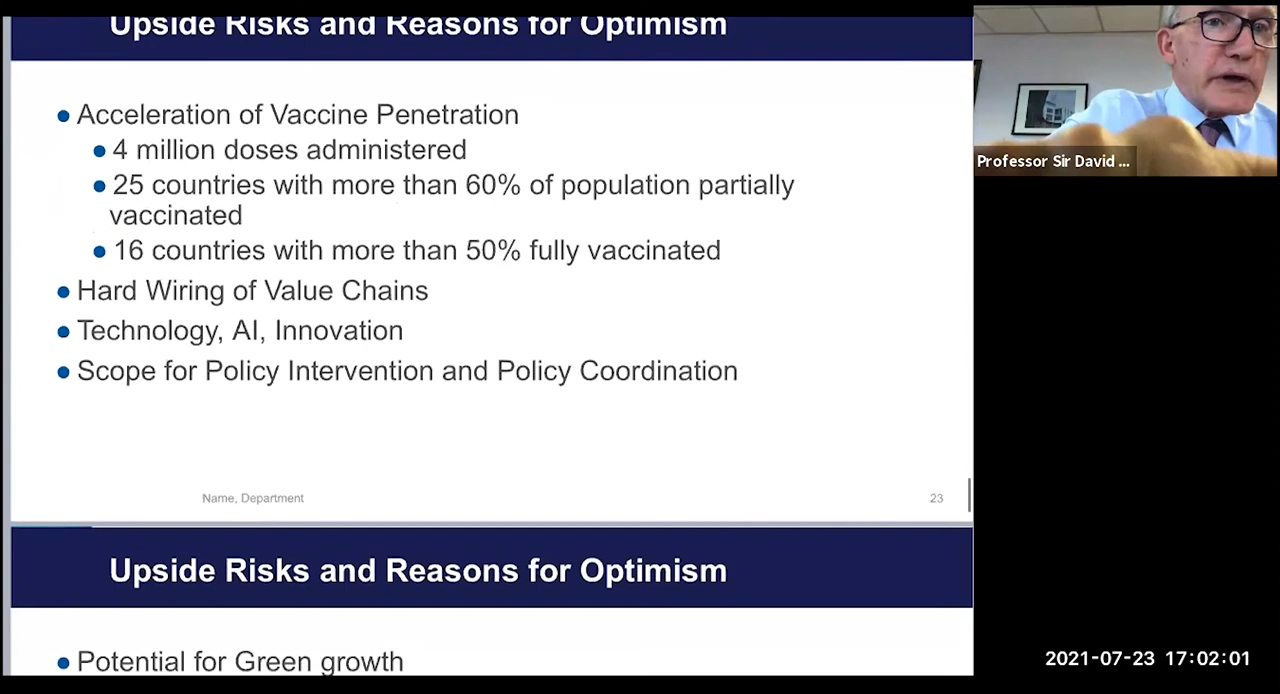 Upside Risks and Reasons for Optimism
● Acceleration of Vaccine Penetration
● 4 million doses administered
● 25 countries with more than 60% of population partially
vaccinated
● 16 countries with more than 50% fully vaccinated
● Hard Wiring of Value Chains
● Technology, AI, Innovation
● Scope for Policy Intervention and Policy Coordination
Name, Department
23
Upside Risks and Reasons for Optimism
● Potential for Green growth
Professor Sir David ...
2021-07-23 17:02:01